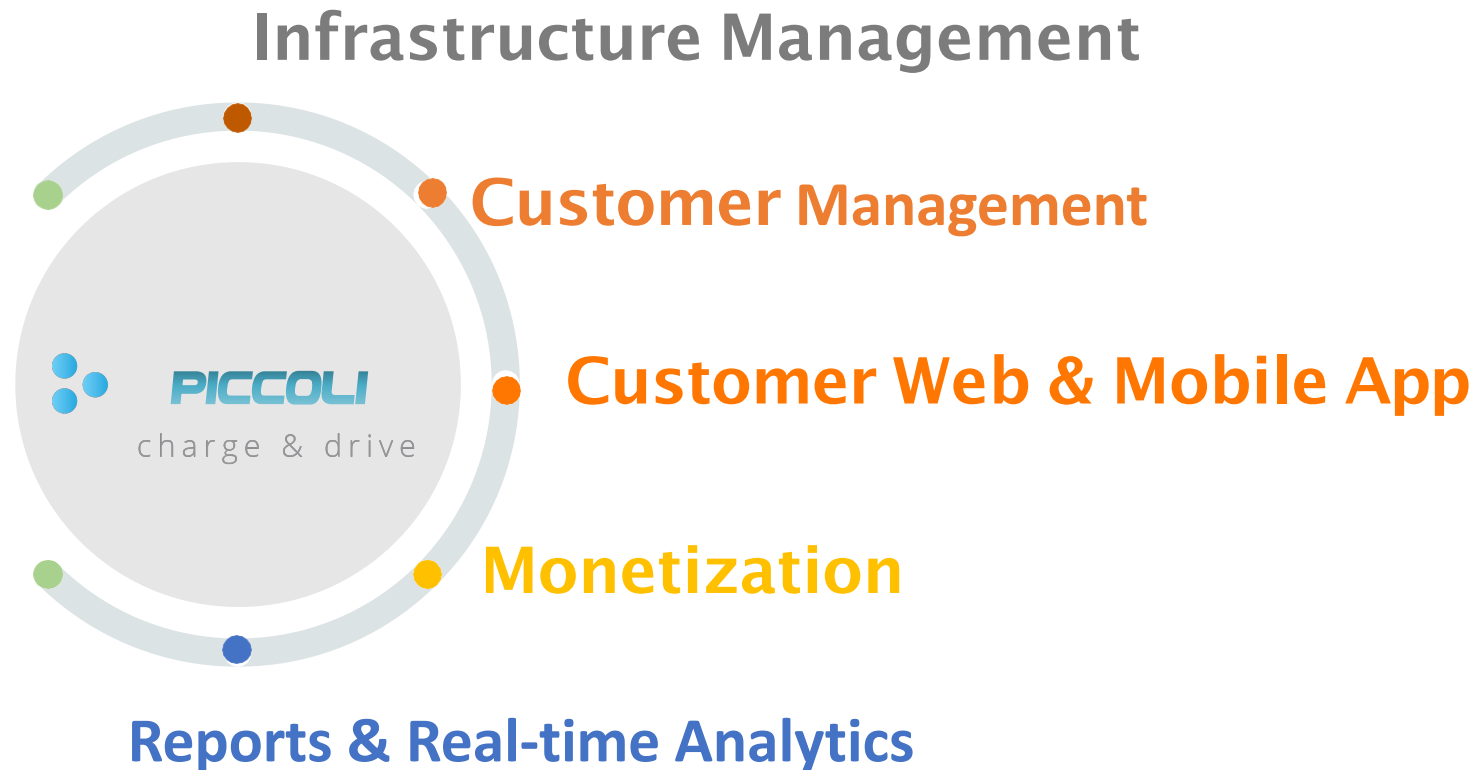 Infrastructure Management
Customer Management
Customer Web & Mobile App
PICCOLI
charge & drive
Monetization
Reports & Real-time Analytics